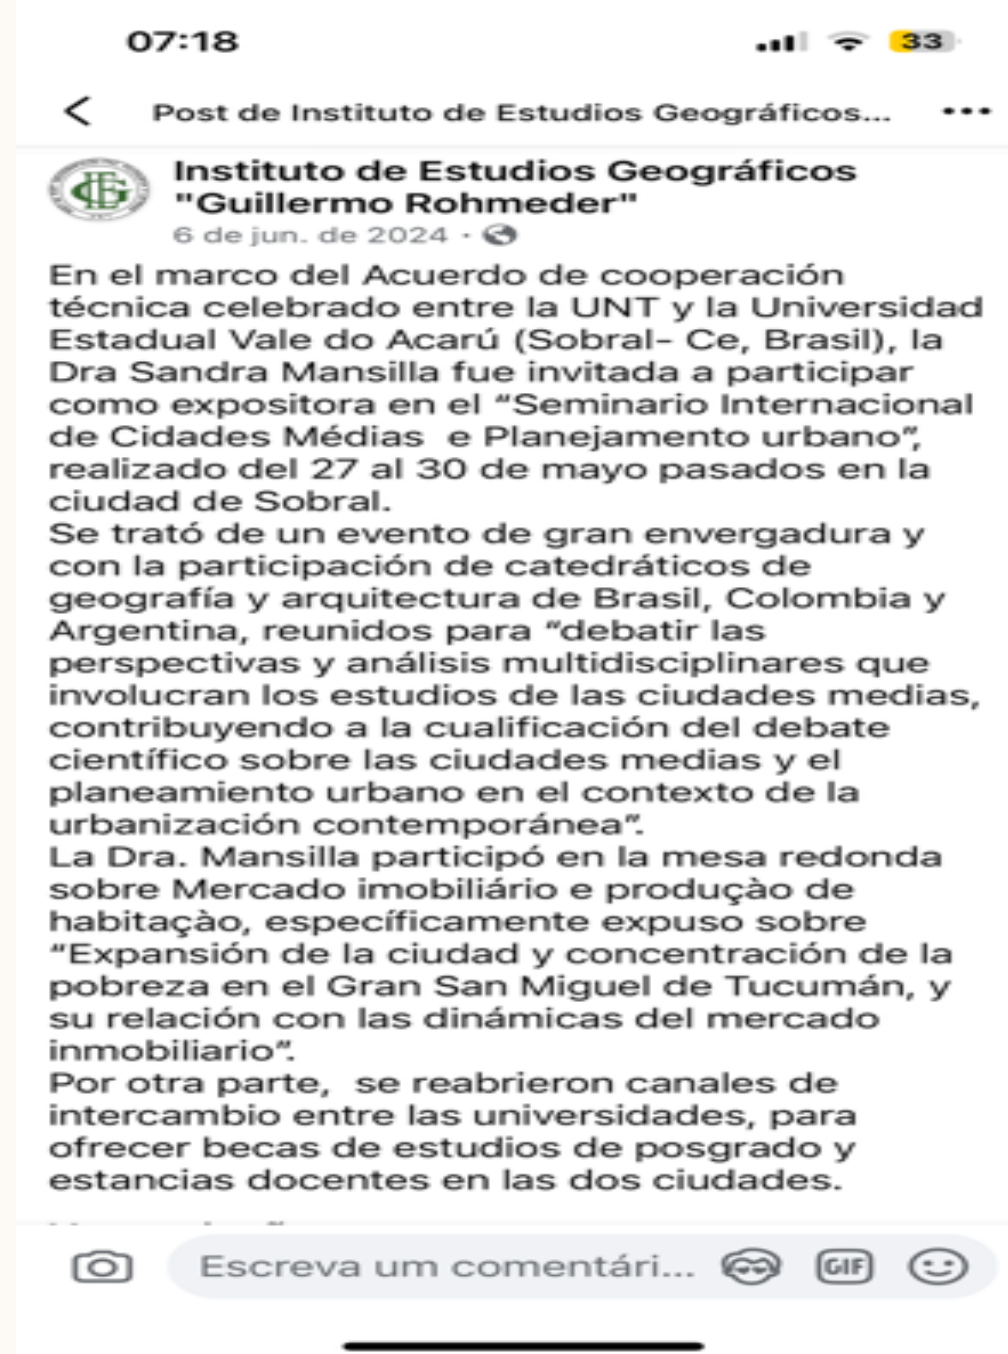 07:18
33
Post de Instituto de Estudios Geográficos...
Instituto de Estudios Geográficos
"Guillermo Rohmeder"
6 de jun. de 2024 ·
En el marco del Acuerdo de cooperación
técnica celebrado entre la UNT y la Universidad
Estadual Vale do Acarú (Sobral- Ce, Brasil), la
Dra Sandra Mansilla fue invitada a participar
como expositora en el “Seminario Internacional
de Cidades Médias  e Planejamento urbano”,
realizado del 27 al 30 de mayo pasados en la
ciudad de Sobral.
Se trató de un evento de gran envergadura y
con la participación de catedráticos de
geografía y arquitectura de Brasil, Colombia y
Argentina, reunidos para “debatir las
perspectivas y análisis multidisciplinares que
involucran los estudios de las ciudades medias,
contribuyendo a la cualificación del debate
científico sobre las ciudades medias y el
planeamiento urbano en el contexto de la
urbanización contemporánea”.
La Dra. Mansilla participó en la mesa redonda
sobre Mercado imobiliário e produçào de
habitaçào, específicamente expuso sobre
“Expansión de la ciudad y concentración de la
pobreza en el Gran San Miguel de Tucumán, y
su relación con las dinámicas del mercado
inmobiliario”.
Por otra parte,  se reabrieron canales de
intercambio entre las universidades, para
ofrecer becas de estudios de posgrado y
estancias docentes en las dos ciudades.
Escreva um comentári...
GIF